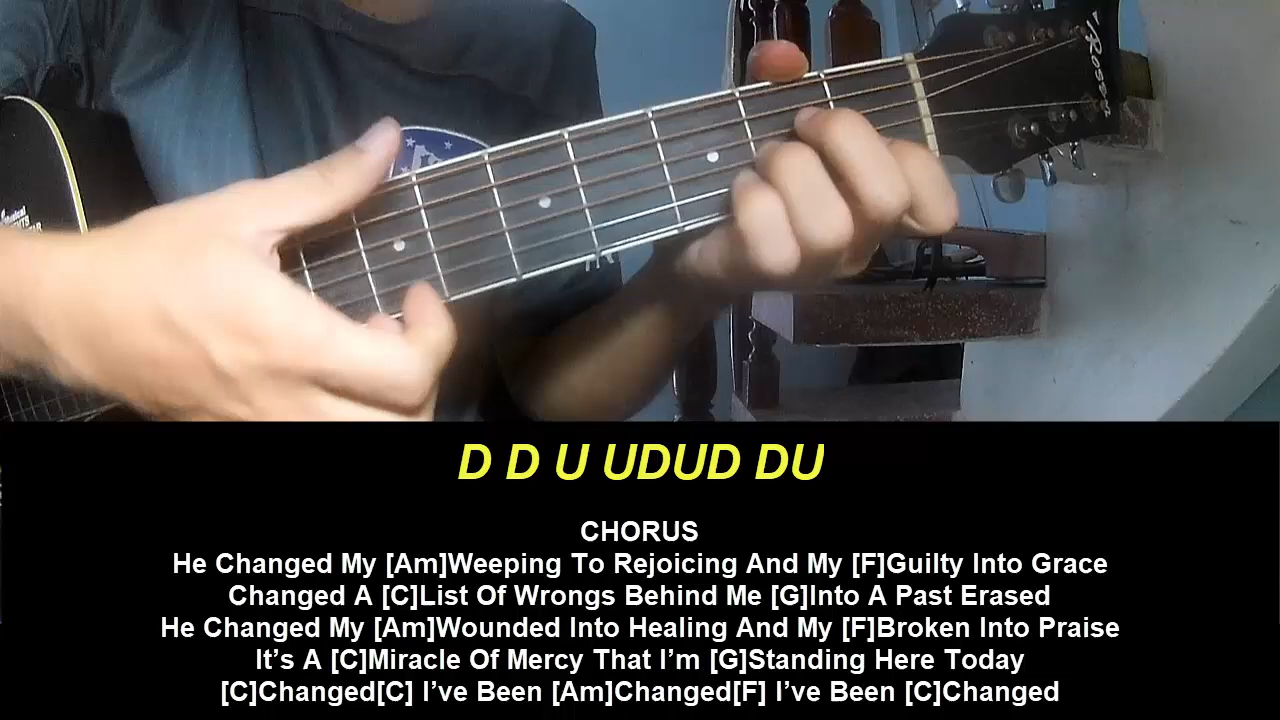 D D U UDUD DU
CHORUS
He Changed My [Am]Weeping To Rejoicing And My [F]Guilty Into Grace
Changed A [C]List Of Wrongs Behind Me [G]Into A Past Erased
He Changed My [Am]Wounded Into Healing And My [F]Broken Into Praise
It’s A [C]Miracle Of Mercy That I’m [G]Standing Here Today
[C]Changed[C] I’ve Been [Am]Changed[F] I’ve Been [C]Changed